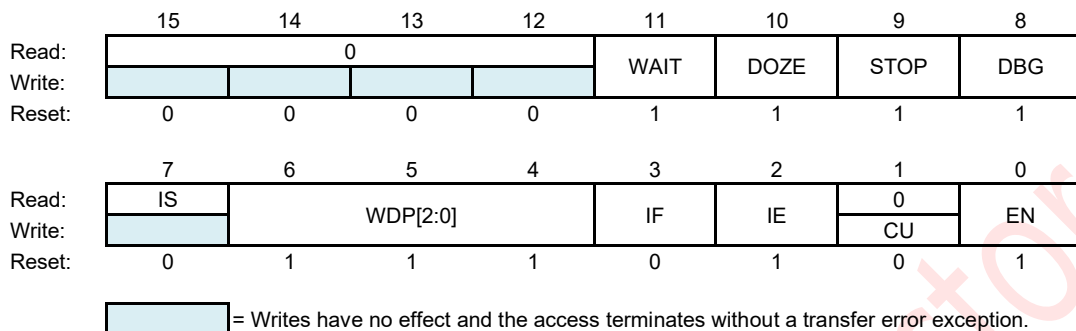 15 14 13 12 11 10 9 8
Read: 0 WAIT DOZE STOP DBG
Write:
Reset: 0 0 0 0 1 1 1 1
7 6 5 4 3 2 1 0
Read: IS WDP[2:0] IF IE 0 EN
Write: CU
Reset: 0 1 1 1 0 1 0 1
= Writes have no effect and the access terminates without a transfer error exception.